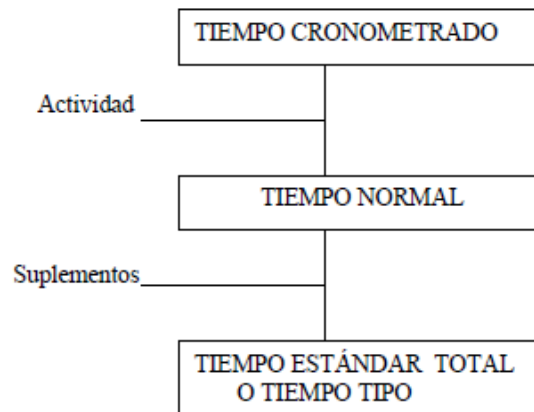 TIEMPO CRONOMETRADO
Actividad
TIEMPO NORMAL
Suplementos
TIEMPO ESTÁNDAR TOTAL
O TIEMPO TIPO